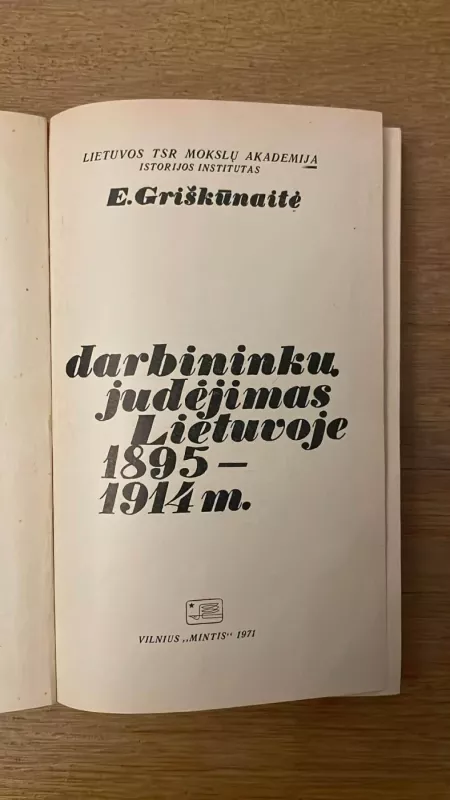 LIETUVOS TSR MOKSLŲ AKADEMIJA
ISTORIJOS INSTITUTAS
E. Griškūnaitė
darbininkų
judėjimas
Lietuvoje
1895—
1914 m.
VILNIUS „MINTIS“ 1971